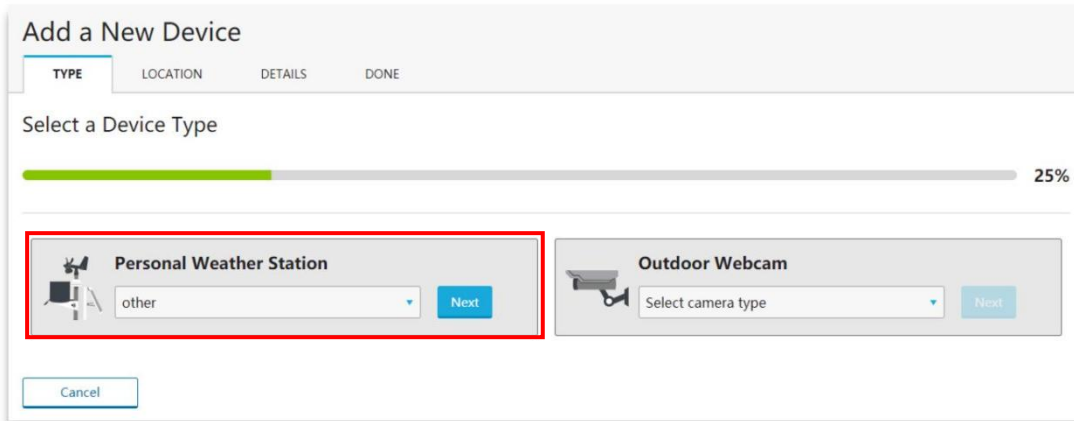 Add a New Device
TYPE LOCATION DETAILS DONE
Select a Device Type
25%
Personal Weather Station
other
Next
Outdoor Webcam
Select camera type
Next
Cancel